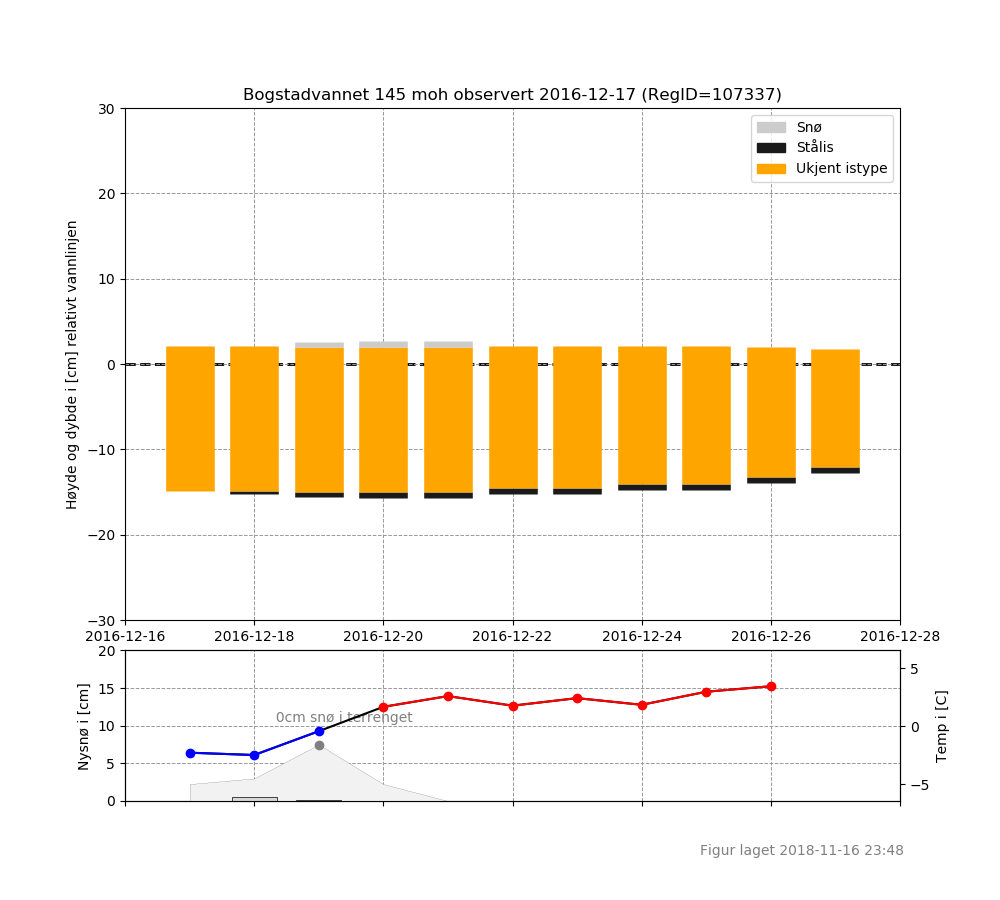 Bogstadvannet 145 moh observert 2016-12-17 (RegID=107337)
Høyde og dybde i [cm] relativt vannlinjen
30
20
10
0
−10
−20
−30
Snø
Stålis
Ukjent istype
2016-12-16 2016-12-18 2016-12-20 2016-12-22 2016-12-24 2016-12-26 2016-12-28
Nysnø i [cm]
20
15
10
5
0
0cm snø i terrenget
5
0
−5
Temp i [C]
Figur laget 2018-11-16 23:48